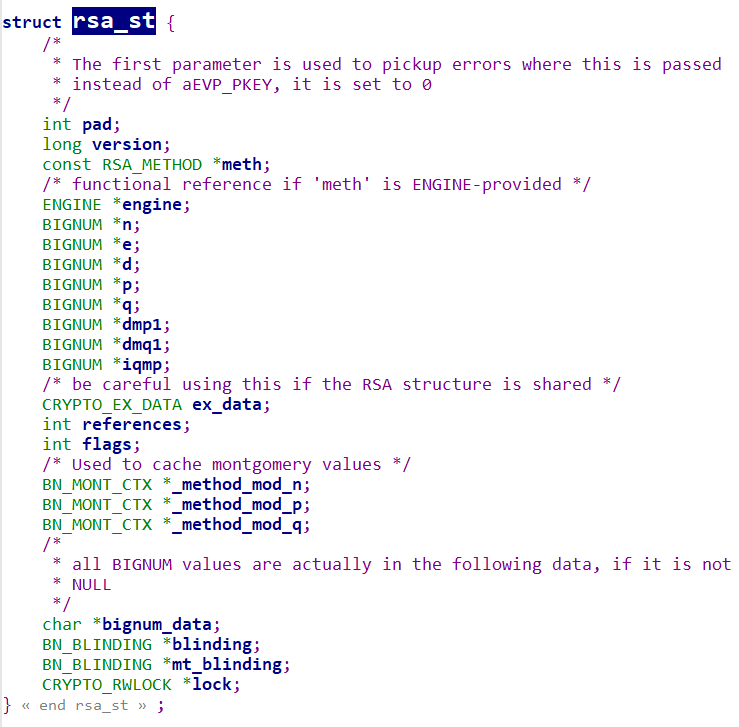 struct rsa_st {
/*
* The first parameter is used to pickup errors where this is passed
* instead of aEVP_PKEY, it is set to 0
*/
int pad;
long version;
const RSA_METHOD *meth;
/* functional reference if 'meth' is ENGINE-provided */
ENGINE *engine;
BIGNUM *n;
BIGNUM *e;
BIGNUM *d;
BIGNUM *p;
BIGNUM *q;
BIGNUM *dmp1;
BIGNUM *dmq1;
BIGNUM *iqmp;
/* be careful using this if the RSA structure is shared */
CRYPTO_EX_DATA ex_data;
int references;
int flags;
/* Used to cache montgomery values */
BN_MONT_CTX *_method_mod_n;
BN_MONT_CTX *_method_mod_p;
BN_MONT_CTX *_method_mod_q;
/*
* all BIGNUM values are actually in the following data, if it is not
* NULL
*/
char *bignum_data;
BN_BLINDING *blinding;
BN_BLINDING *mt_blinding;
CRYPTO_RWLOCK *lock;
} « end rsa_st » ;